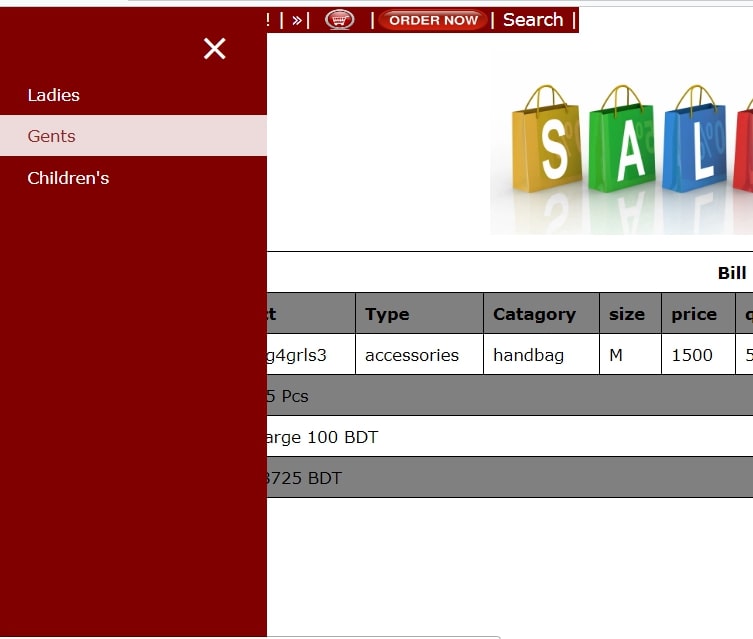 ! | » | | ORDER NOW | Search |
Ladies
Gents
Children's
S A L
Bill
Type Catagory size price
g4grls3 accessories handbag M 1500 5
5 Pcs
arge 100 BDT
3725 BDT